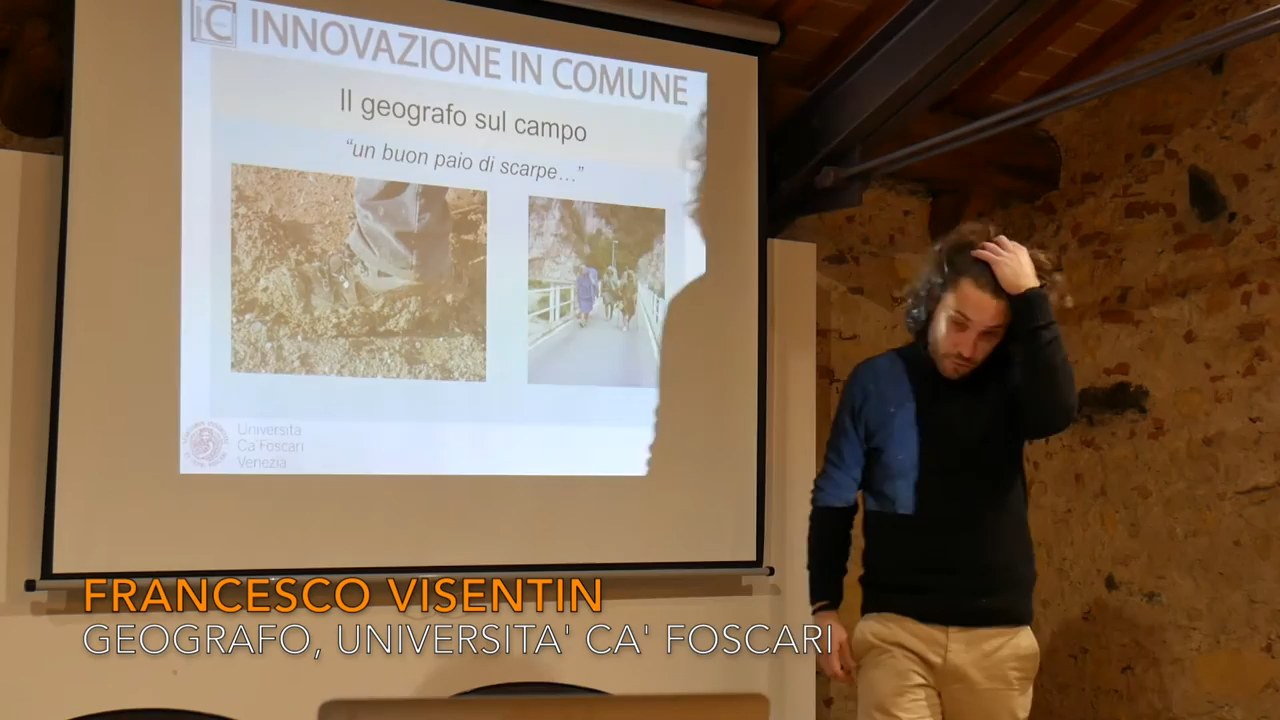 iC INNOVAZIONE IN COMUNE
Il geografo sul campo
“un buon paio di scarpe…”
Università
Ca'Foscari
Venezia
FRANCESCO VISENTIN
GEOGRAFO, UNIVERSITA' CA' FOSCARI